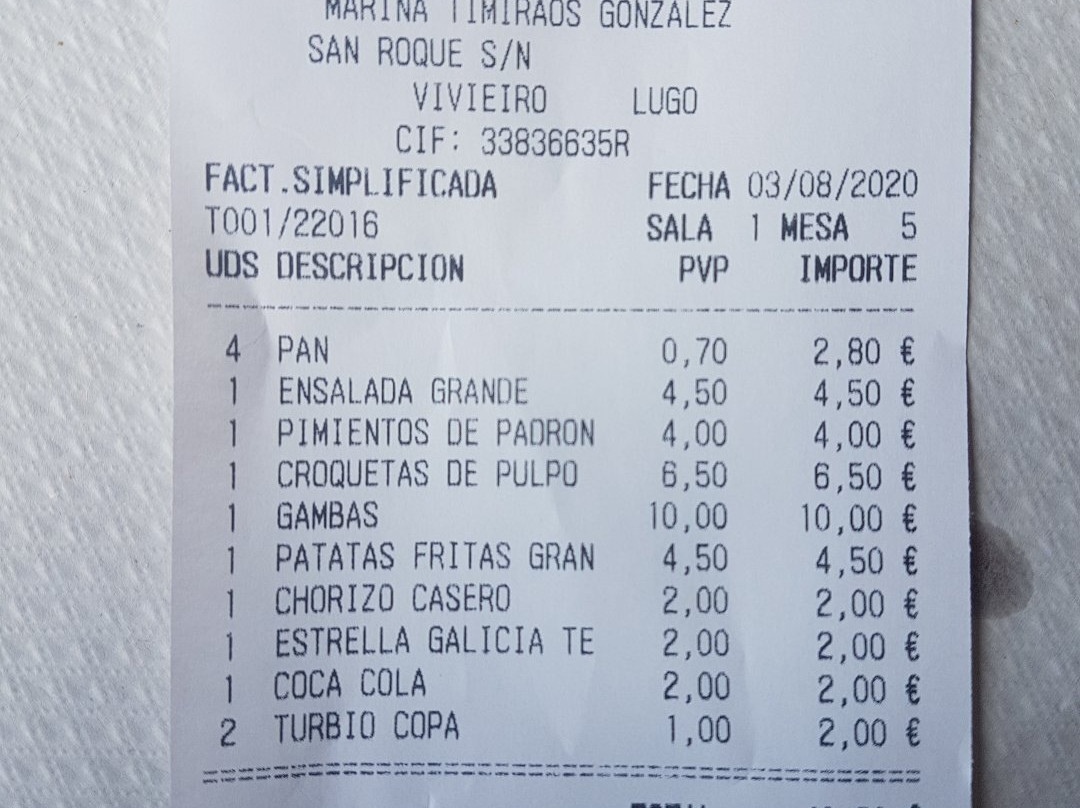 MARINA TIMIRAOS GONZALEZ
SAN ROQUE S/N
VIVIEIRO LUGO
CIF: 33836635R
FACT.SIMPLIFICADA FECHA 03/08/2020
T001/22016 SALA 1 MESA 5
UDS DESCRIPCION PVP IMPORTE
4 PAN 0,70 2,80 €
1 ENSALADA GRANDE 4,50 4,50 €
1 PIMIENTOS DE PADRON 4,00 4,00 €
1 CROQUETAS DE PULPO 6,50 6,50 €
1 GAMBAS 10,00 10,00 €
1 PATATAS FRITAS GRAN 4,50 4,50 €
1 CHORIZO CASERO 2,00 2,00 €
1 ESTRELLA GALICIA TE 2,00 2,00 €
1 COCA COLA 2,00 2,00 €
2 TURBIO COPA 1,00 2,00 €